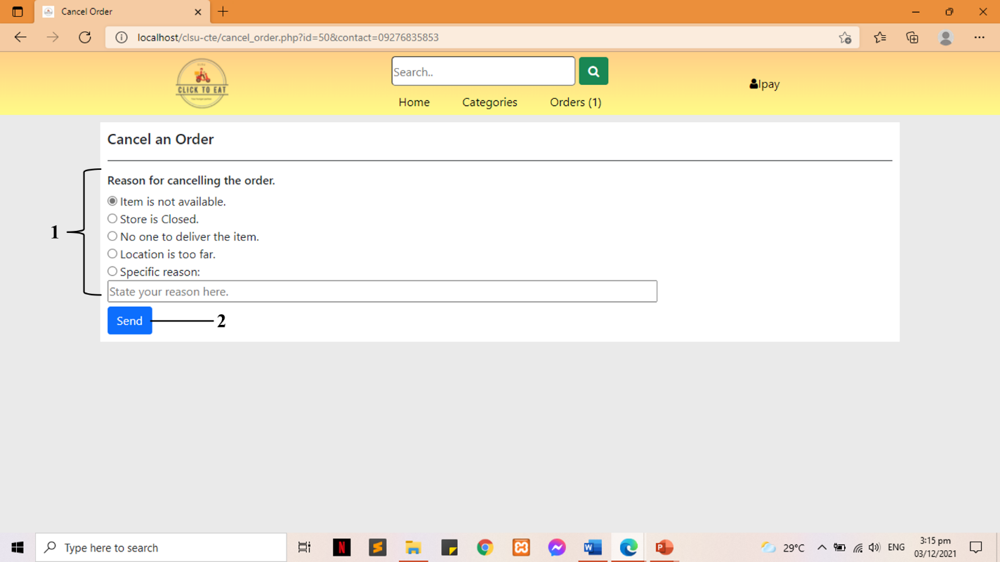 Cancel Order
localhost/clsu-cte/cancel_order.php?id=50&contact=09276835853
CLICK TO EAT
Search..
Home Categories Orders (1)
Ipay
Cancel an Order
1
Reason for cancelling the order.
Item is not available.
Store is Closed.
No one to deliver the item.
Location is too far.
Specific reason:
State your reason here.
Send 2
Type here to search
29°C ENG
3:15 pm
03/12/2021